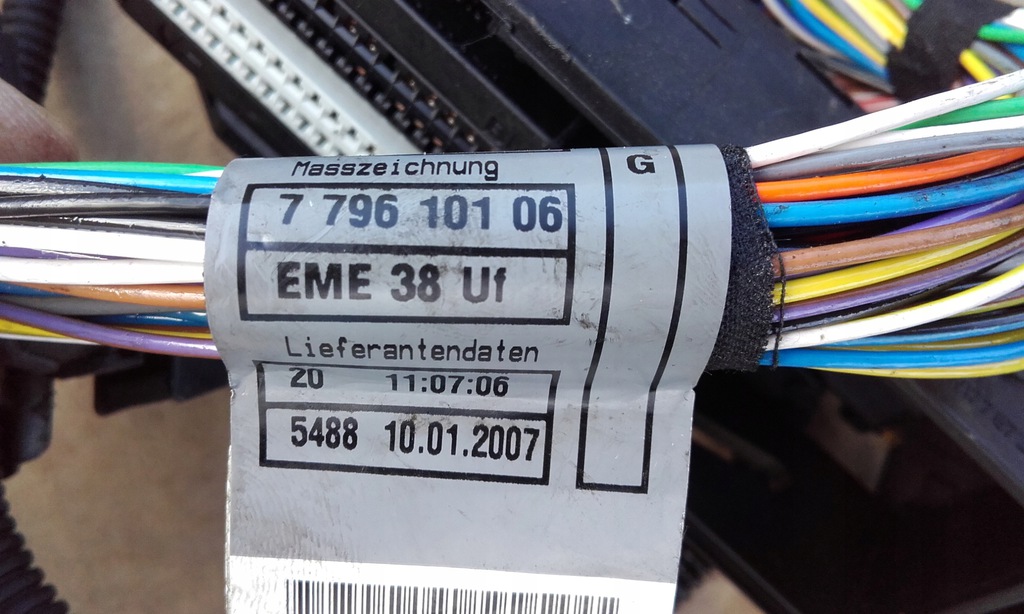 Masszeichnung
G
7 796 101 06
EME 38 Uf
Lieferantendaten
20 11:07:06
5488 10.01.2007